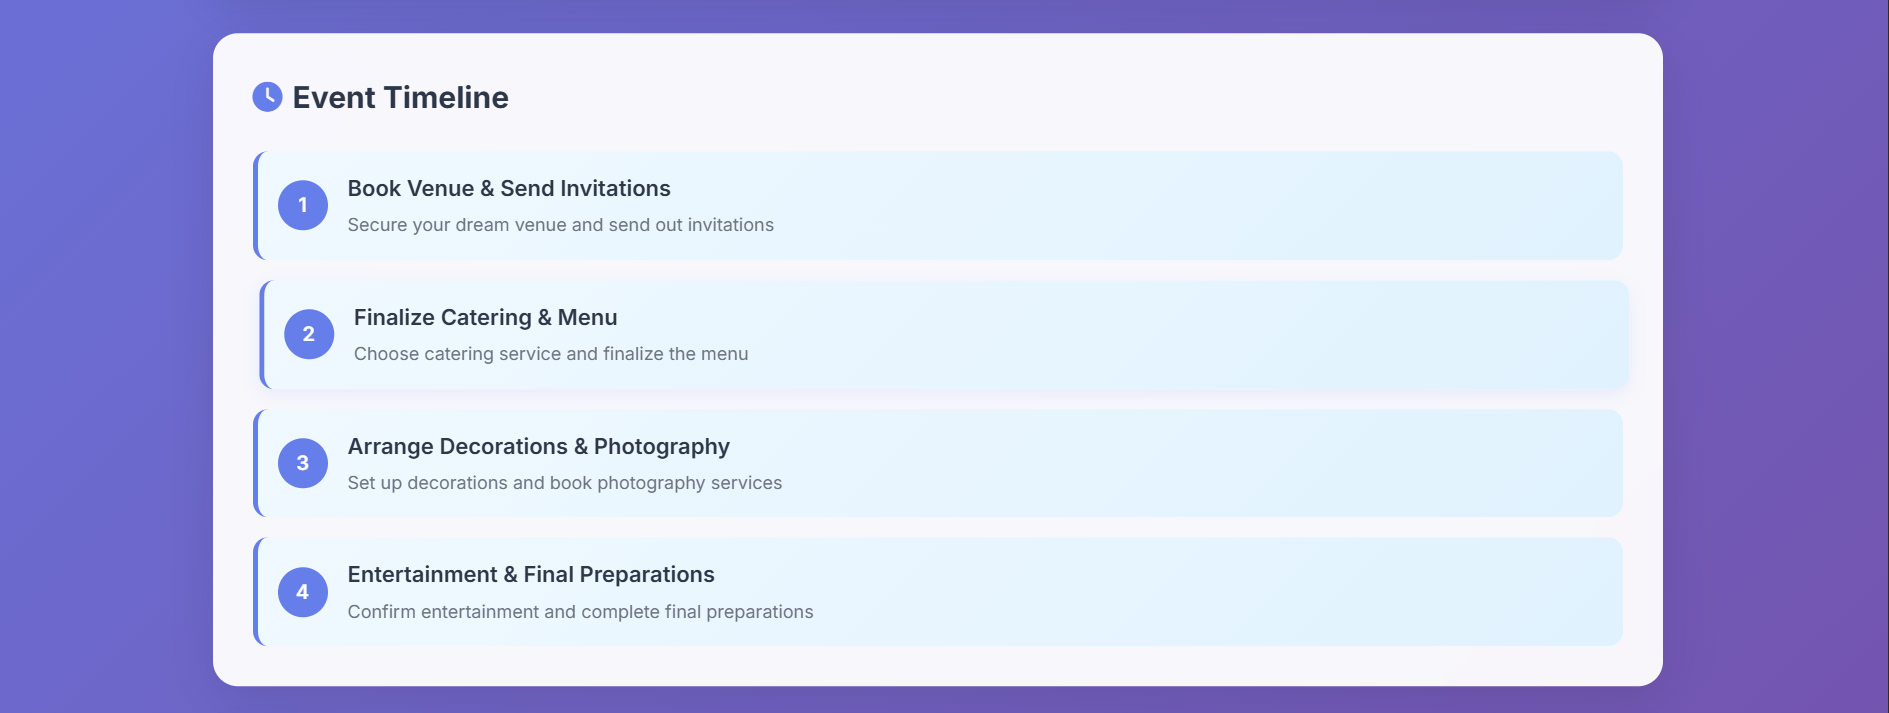 Event Timeline
1
Book Venue & Send Invitations
Secure your dream venue and send out invitations
2
Finalize Catering & Menu
Choose catering service and finalize the menu
3
Arrange Decorations & Photography
Set up decorations and book photography services
4
Entertainment & Final Preparations
Confirm entertainment and complete final preparations